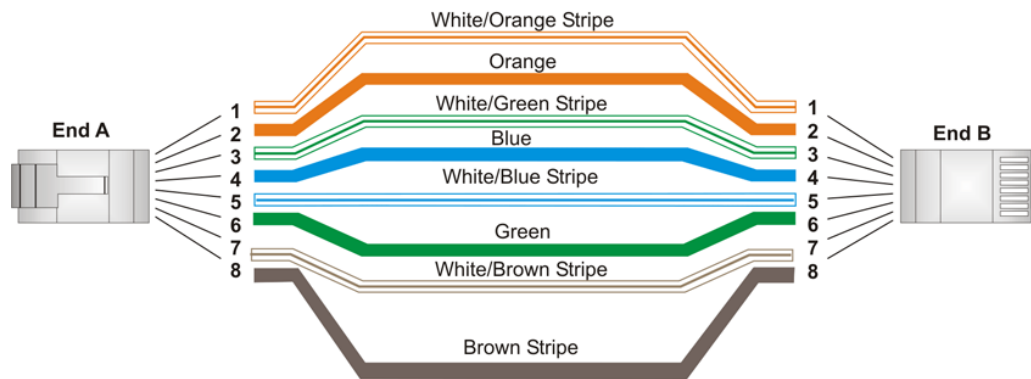 White/Orange Stripe
Orange
White/Green Stripe
Blue
White/Blue Stripe
Green
White/Brown Stripe
Brown Stripe
End A
1
2
3
4
5
6
7
8
End B
1
2
3
4
5
6
7
8